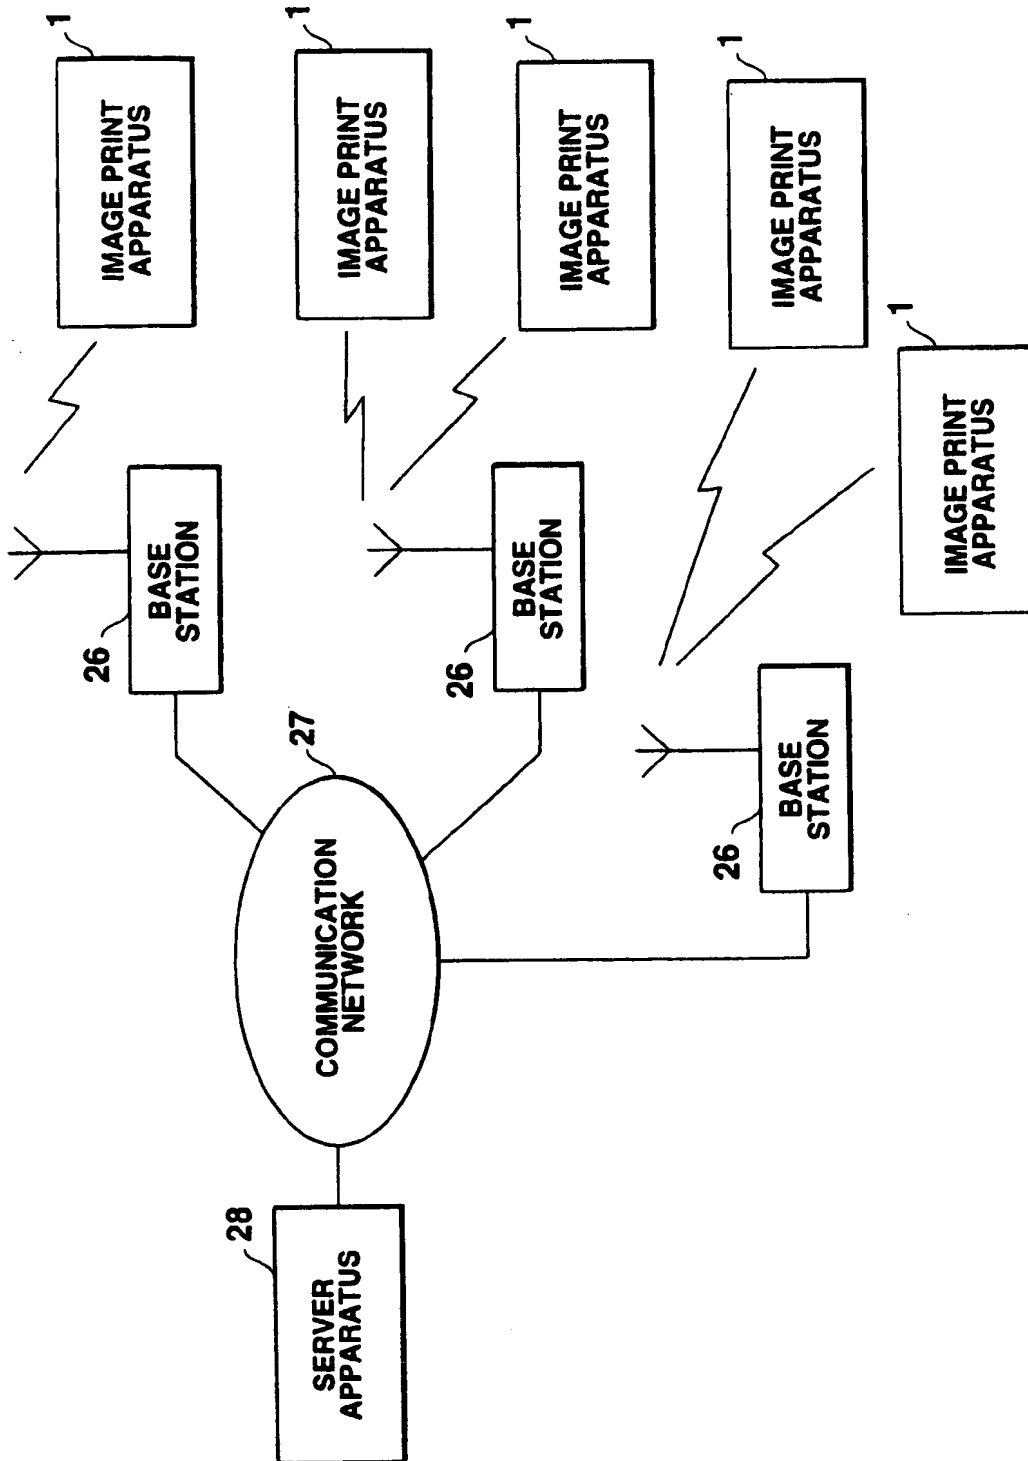 1
IMAGE PRINT
APPARATUS
1
IMAGE PRINT
APPARATUS
1
IMAGE PRINT
APPARATUS
1
IMAGE PRINT
APPARATUS
1
IMAGE PRINT
APPARATUS
26
BASE
STATION
26
BASE
STATION
26
BASE
STATION
27
COMMUNICATION
NETWORK
28
SERVER
APPARATUS